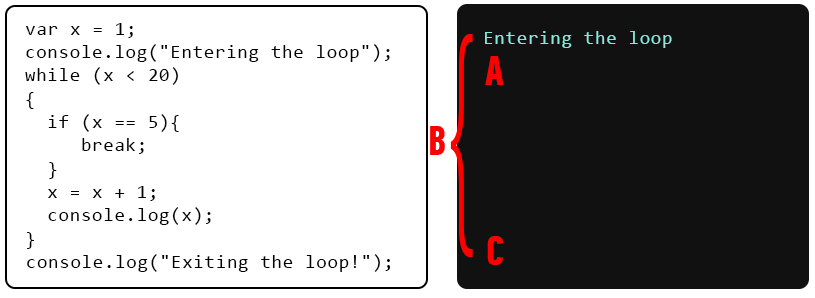 var x = 1;
console.log("Entering the loop");
while (x < 20)
{
  if (x == 5){
     break;
  }
  x = x + 1;
  console.log(x);
}
console.log("Exiting the loop!");
B
Entering the loop
A
C